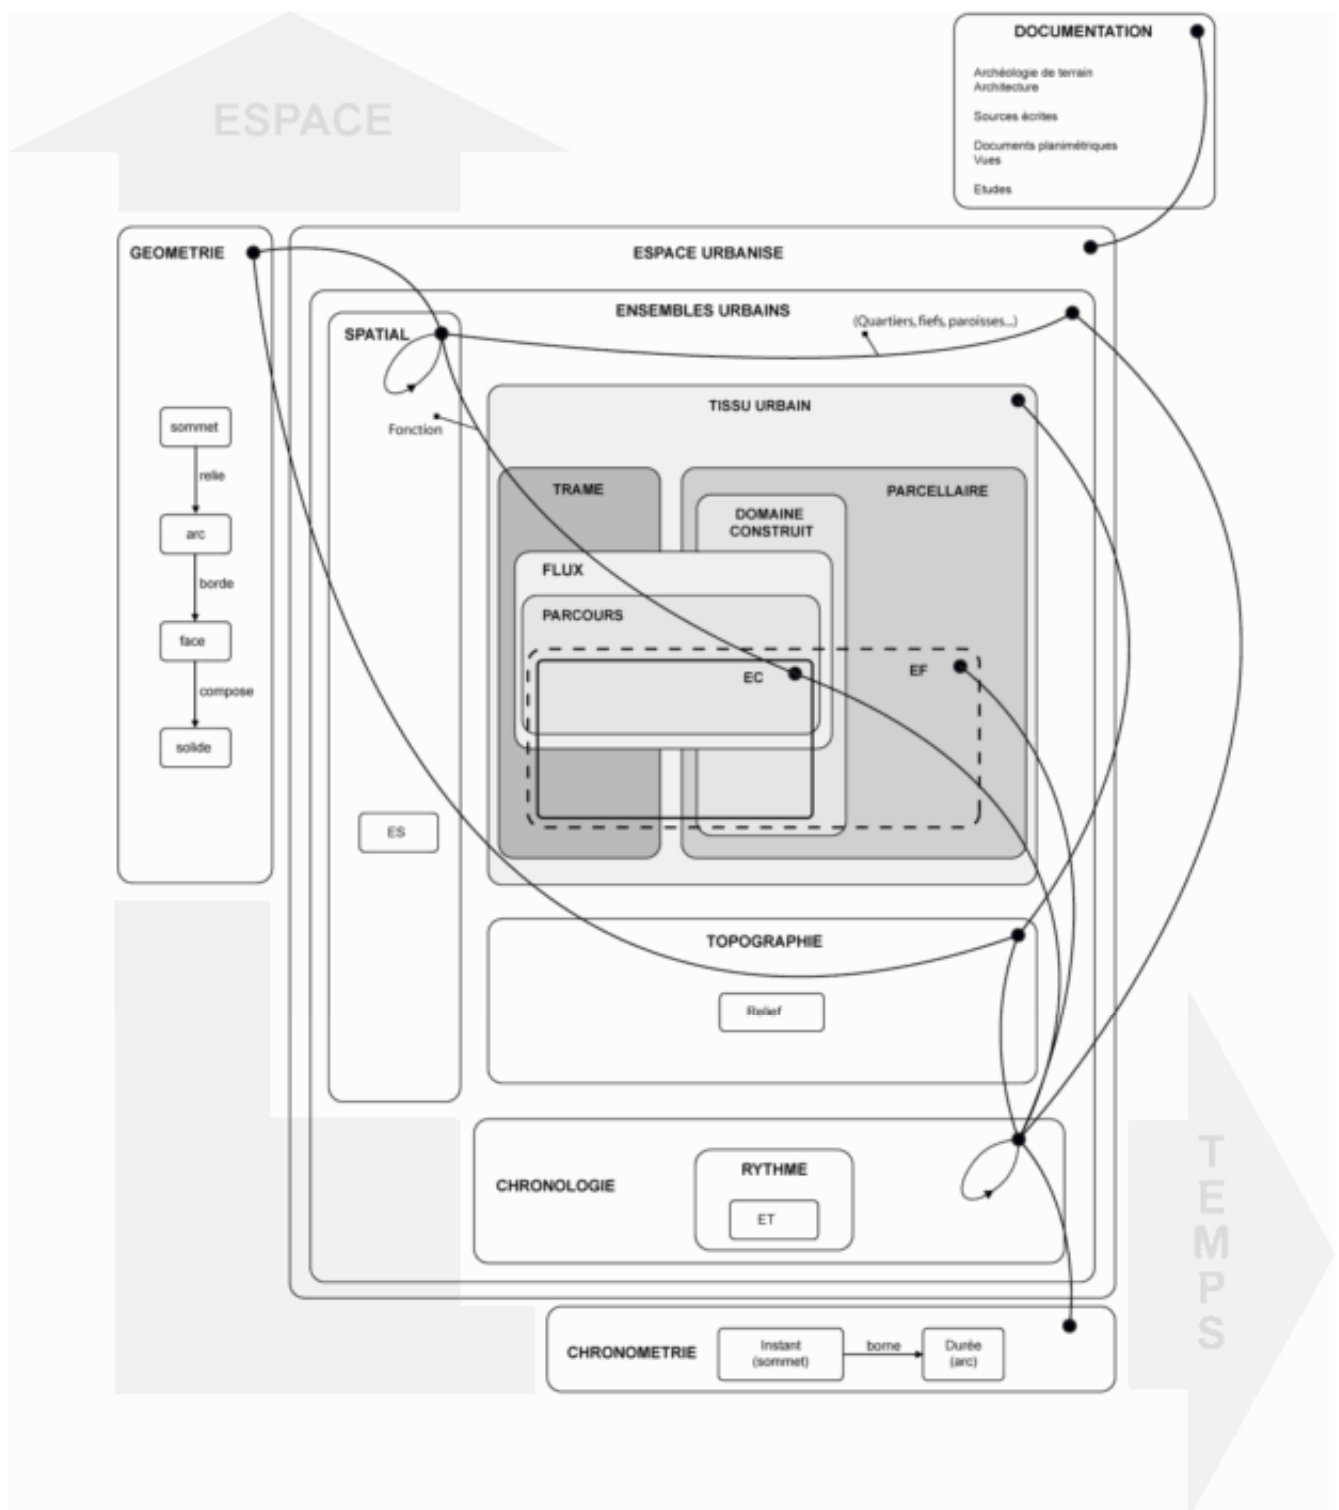 DOCUMENTATION
Archéologie de terrain
Architecture
Sources écrites
Documents planimétriques
Vues
Etudes
ESPACE
GEOMETRIE
sommet
relie
arc
borde
face
compose
solide
ESPACE URBANISE
ENSEMBLES URBAINS
(Quartiers, fiefs, paroisses...)
SPATIAL
Fonction
ES
TISSU URBAIN
TRAME
PARCELLAIRE
DOMAINE
CONSTRUIT
FLUX
PARCOURS
EC
EF
TOPOGRAPHIE
Relief
CHRONOLOGIE
RYTHME
ET
CHRONOMETRIE
Instant
(sommet)
borne
Durée
(arc)
TEMPS